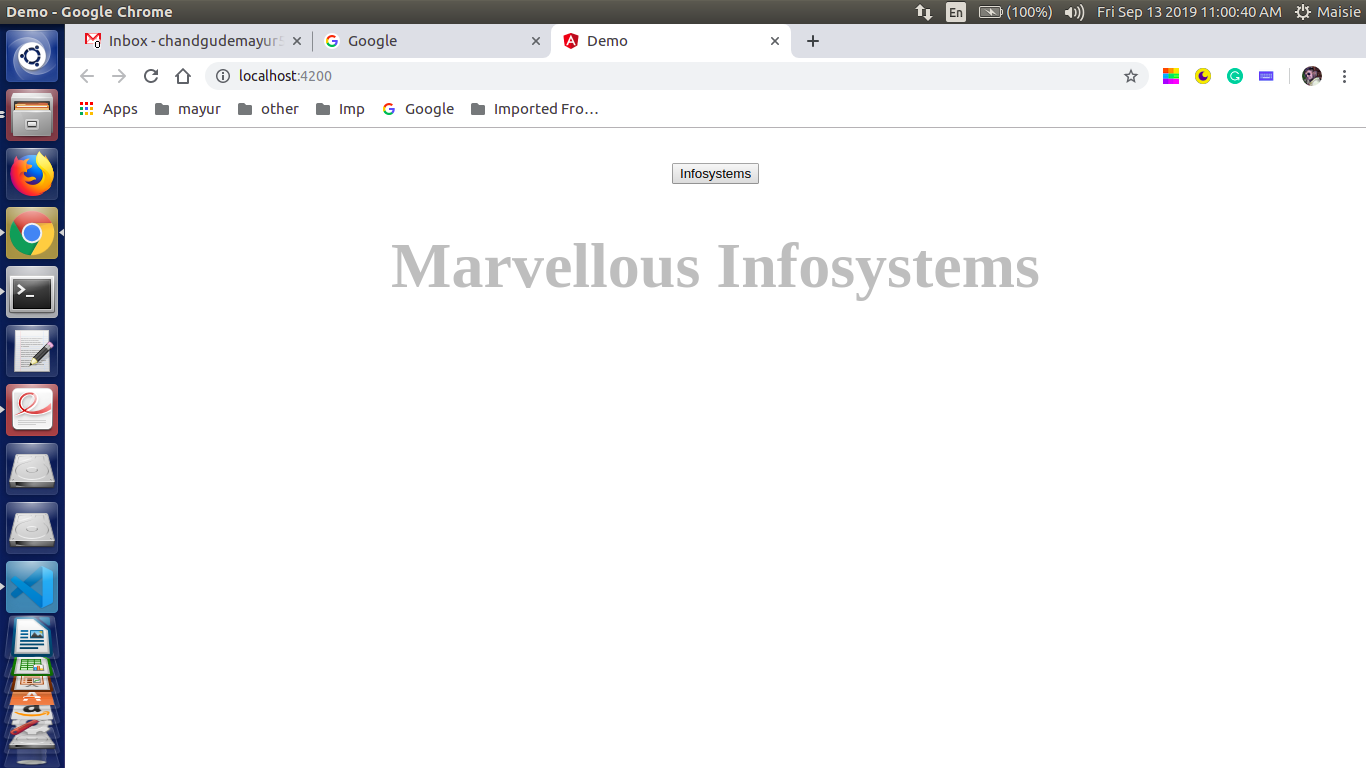 Demo - Google Chrome
En
(100%)
Fri Sep 13 2019 11:00:40 AM
Maisie
Inbox - chandgudemayur
Google
Demo
localhost:4200
Apps
mayur
other
Imp
Google
Imported Fro…
Infosystems
Marvellous Infosystems